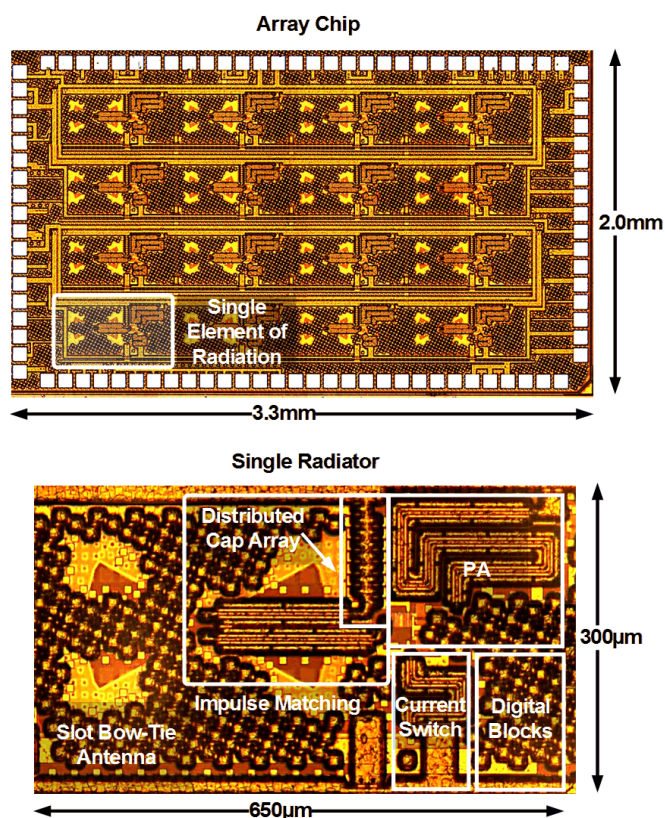 Array Chip
2.0mm
Single
Element of
Radiation
3.3mm
Single Radiator
Distributed
Cap Array
PA
300µm
Impulse Matching
Current
Switch
Digital
Blocks
Slot Bow-Tie
Antenna
650µm